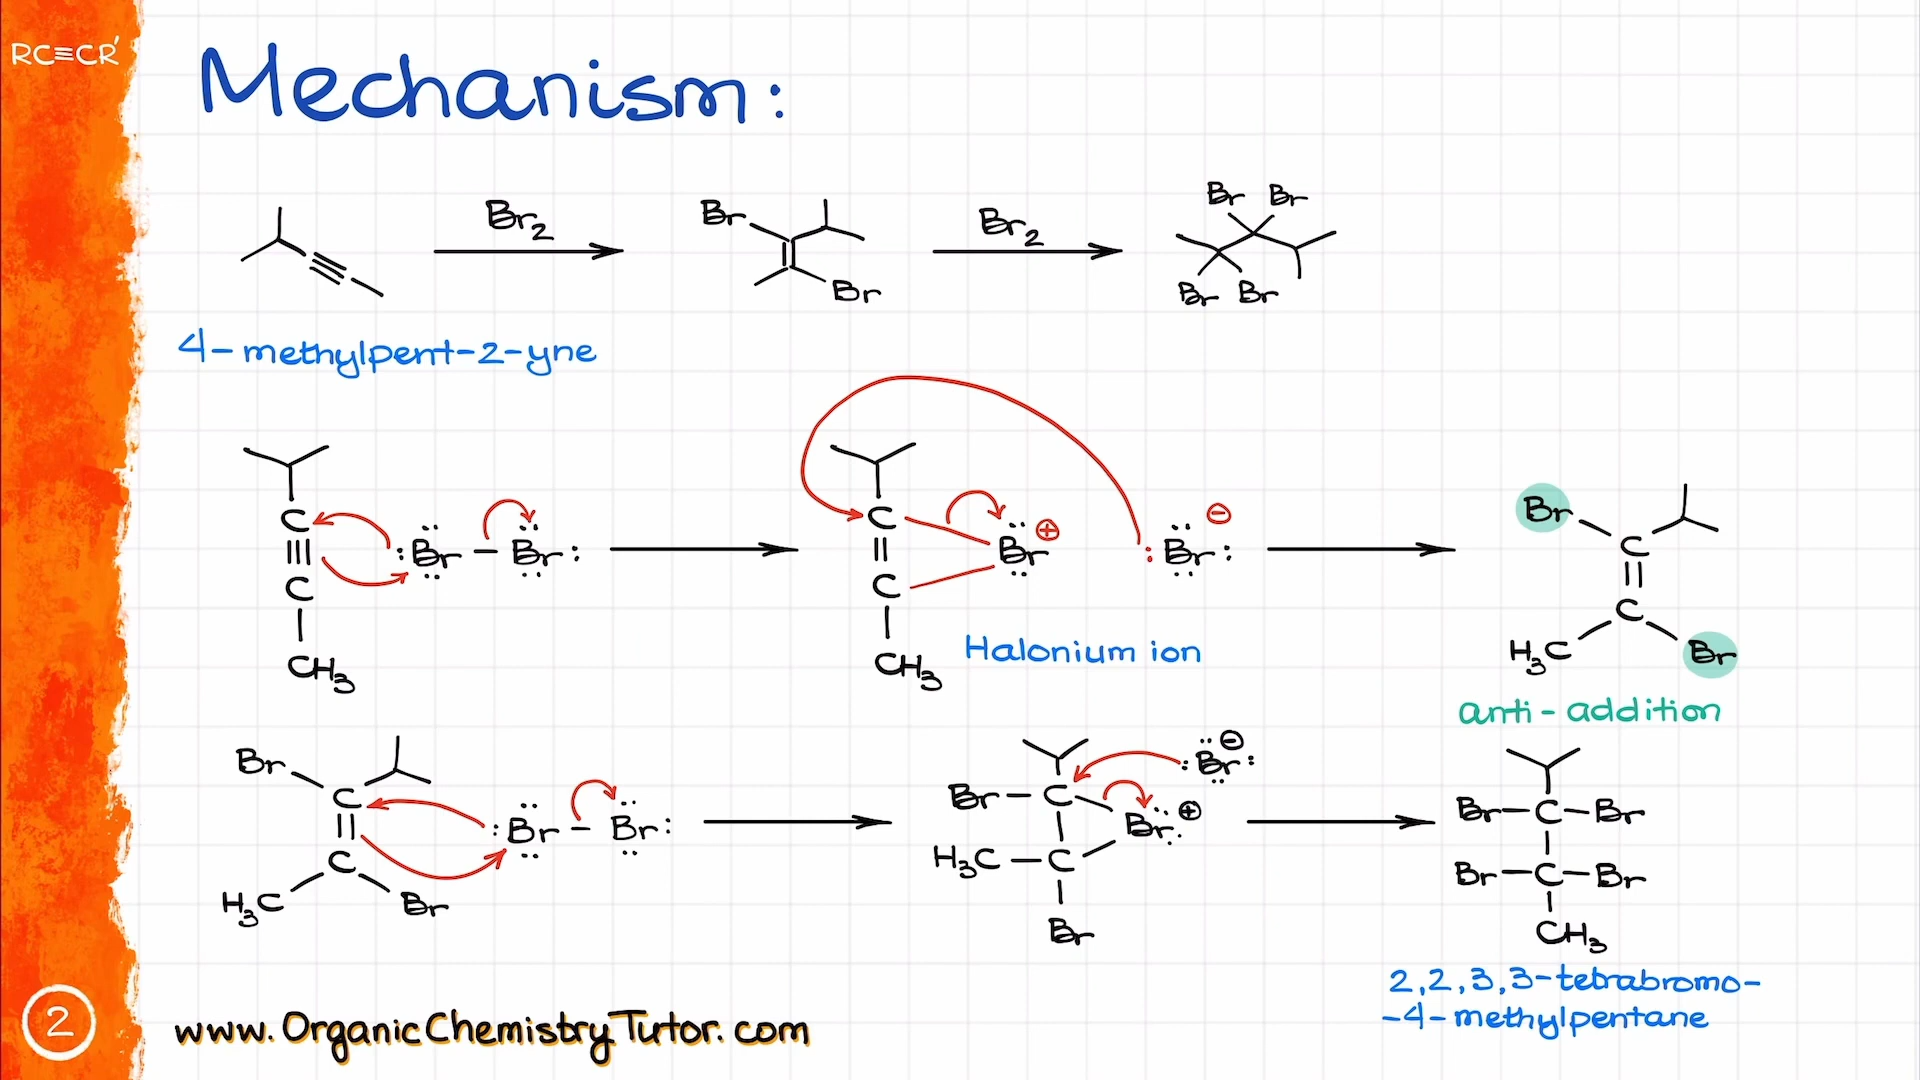 RC≡CR'
Mechanism:
Br₂
Br
Br
Br₂
Br Br
Br Br
4-methylpent-2-yne
C
C
CH₃
:Br – Br:
C
C
CH₃
Br ⊕
:Br: ⊖
Halonium ion
Br
C
C
H₃C
Br
anti-addition
Br
C
C
H₃C
Br
:Br – Br:
:Br: ⊖
Br – C
Br ⊕
H₃C – C
Br
Br – C – Br
Br – C – Br
CH₃
2,2,3,3-tetrabromo-
-4-methylpentane
2
www.OrganicChemistryTutor.com